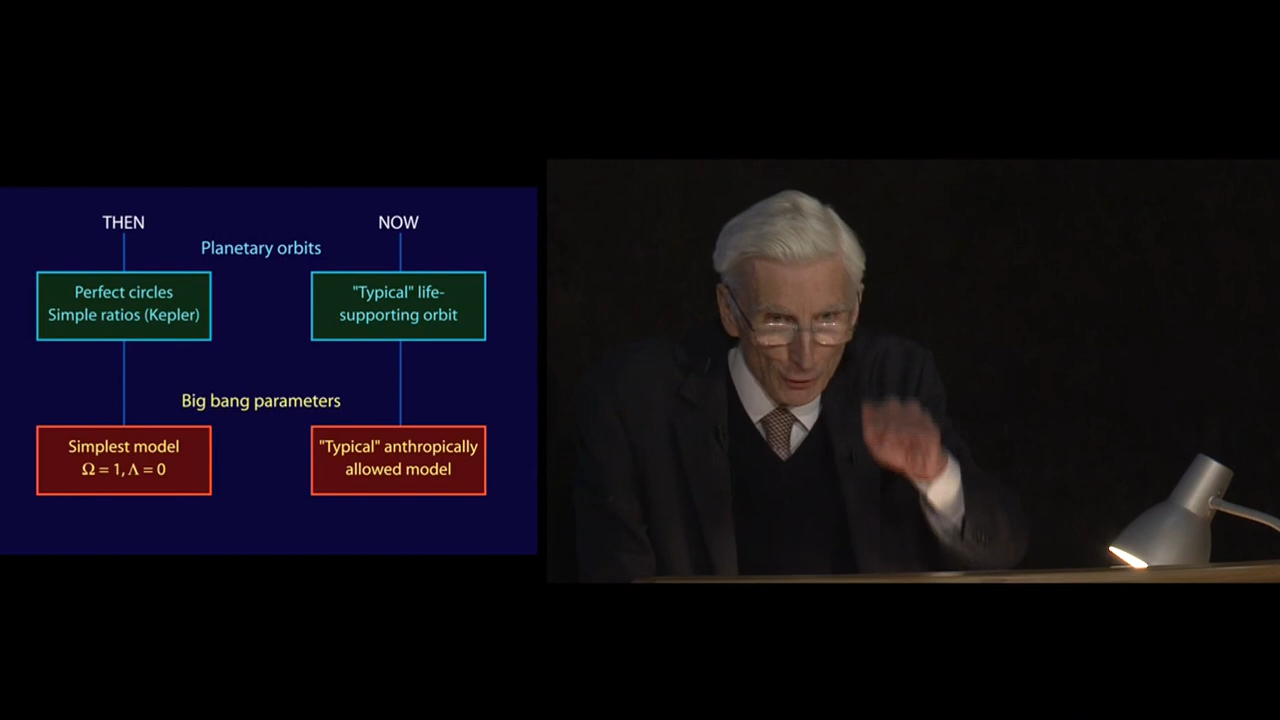 THEN
NOW
Planetary orbits
Perfect circles
Simple ratios (Kepler)
"Typical" life-
supporting orbit
Big bang parameters
Simplest model
Ω = 1, Λ = 0
"Typical" anthropically
allowed model